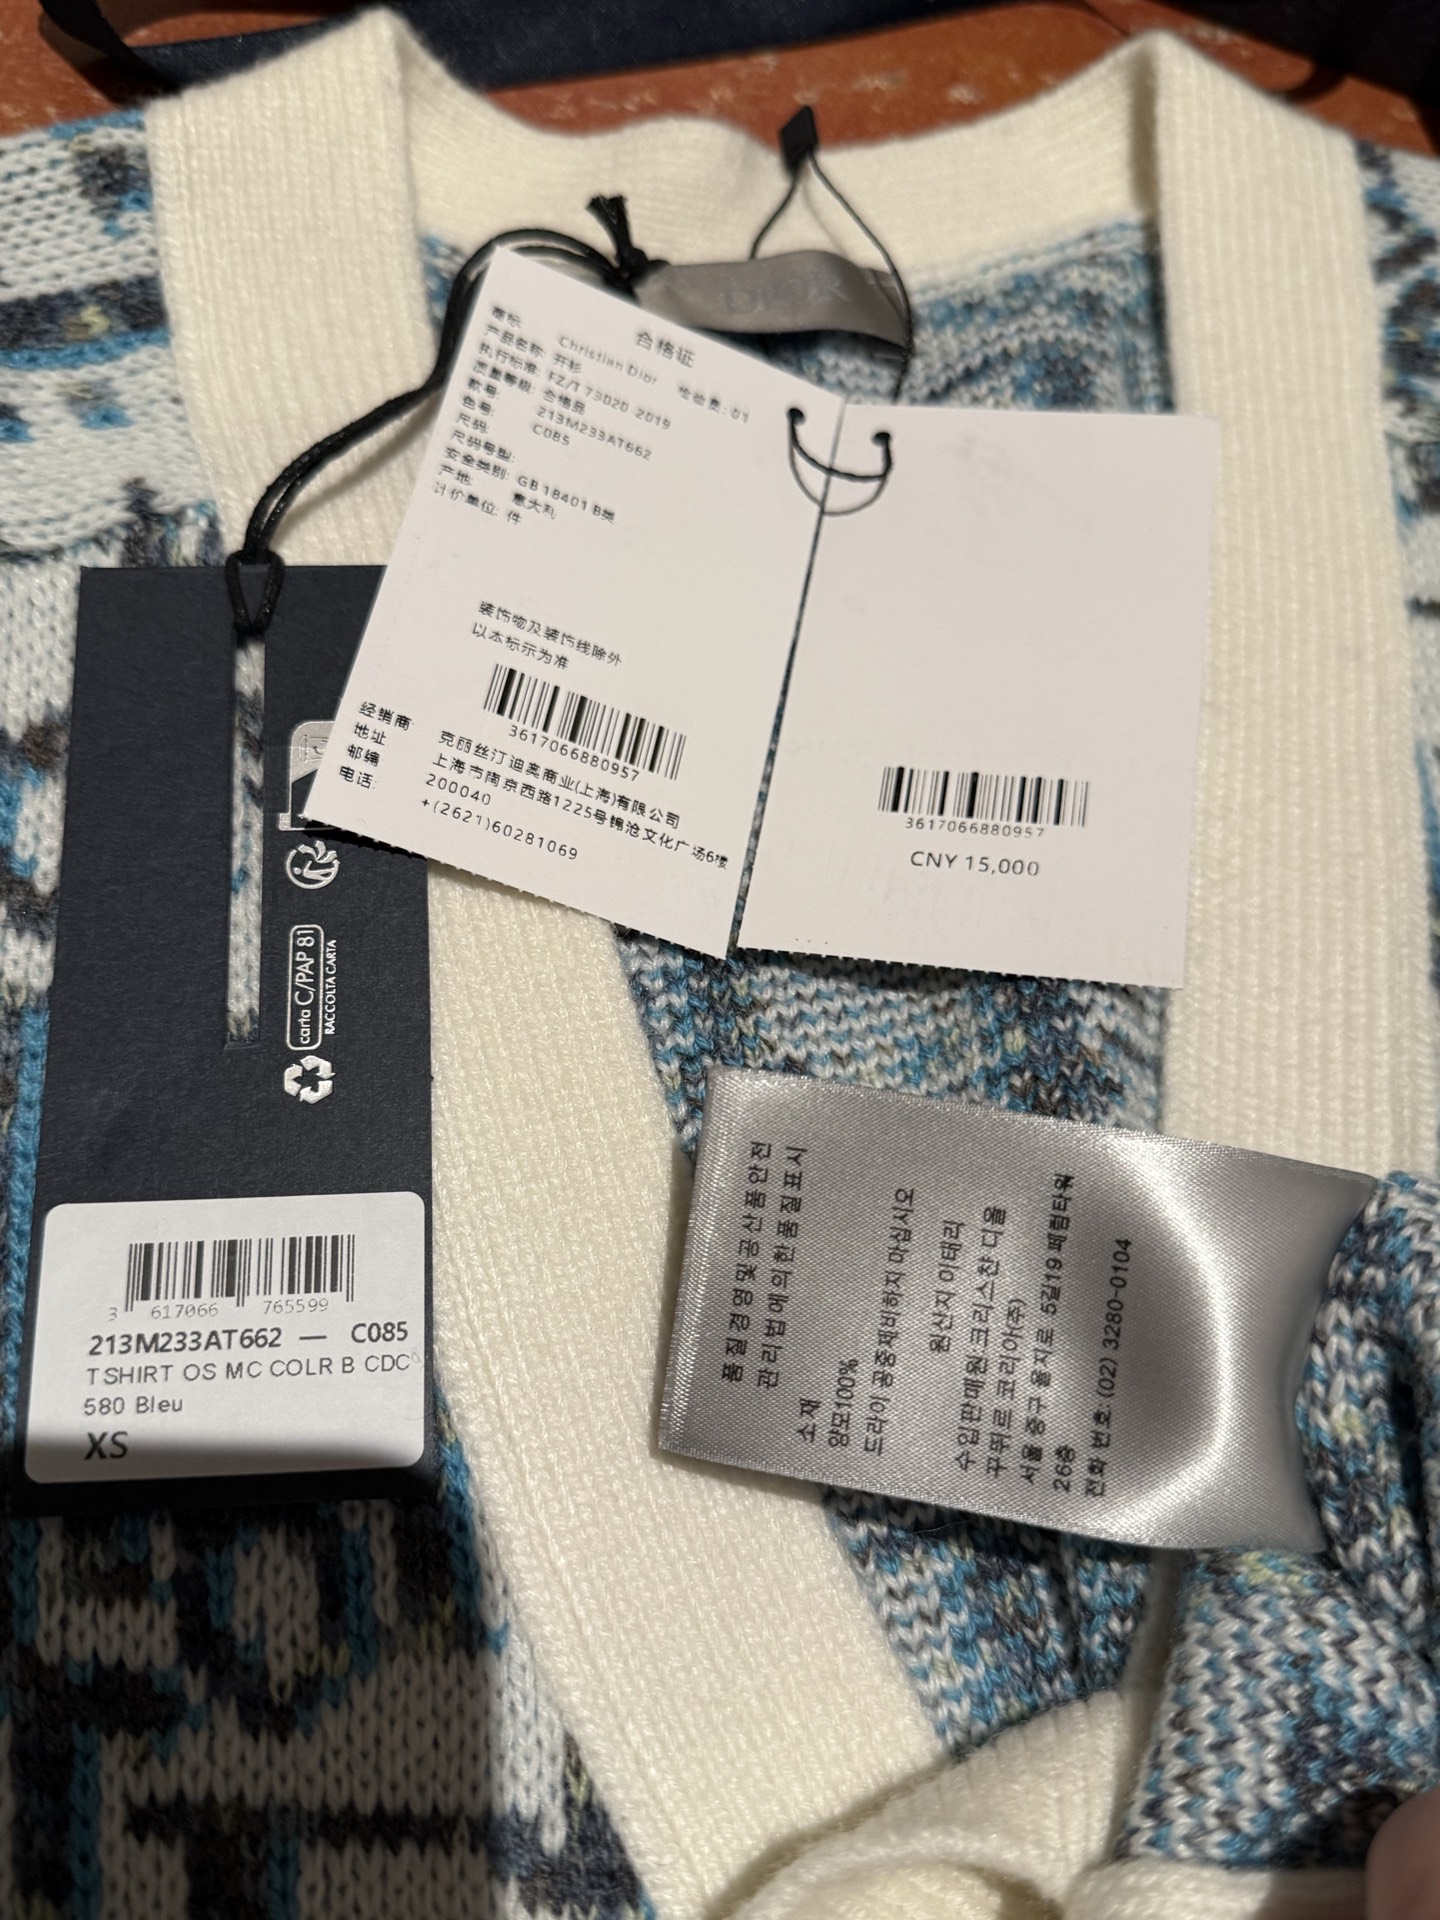 DIOR
合格证
商标: Christian Dior 检验员: 01
产品名称: 开衫
执行标准: FZ/T 73020 2019
质量等级: 合格品
款号: 213M233AT662
色号: C085
尺码:
尺码号型:
安全类别: GB 18401 B类
产地: 意大利
计价单位: 件
装饰物及装饰线除外
以本标示为准
3617066880957
经销商: 克丽丝汀迪奥商业(上海)有限公司
地址 上海市南京西路1225号锦沧文化广场6楼
邮编 200040
电话: +(2621)60281069
3617066880957
CNY 15,000
carta C/PAP 81
RACCOLTA CARTA
3 617066 765599
213M233AT662 — C085
T SHIRT OS MC COLR B CDC
580 Bleu
XS
품질경영및공산품안전
관리법에의한품질표시
소재
양모100%
드라이 공중제비하지 마십시오
원산지 이태리
수입판매원 크리스챤 디올
꾸뛰르 코리아(주)
서울 중구 을지로 5길19 페럼타워
26층
전화 번호:(02) 3280-0104